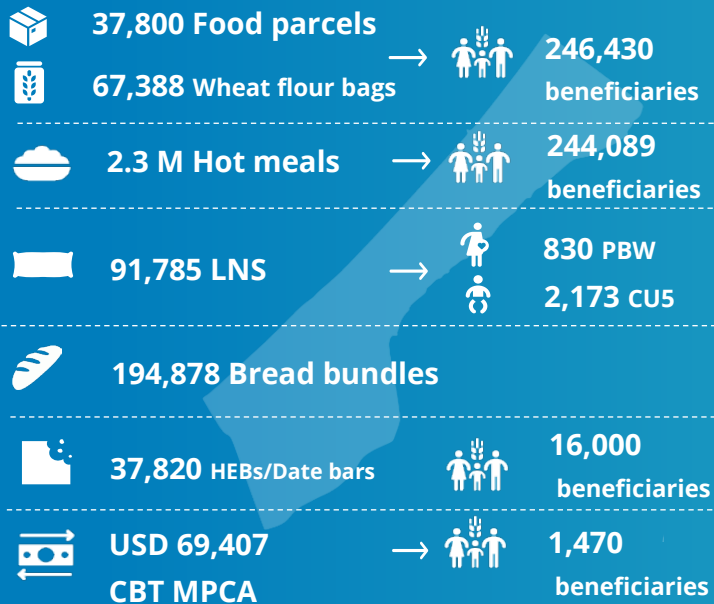 37,800 Food parcels
67,388 Wheat flour bags
246,430
beneficiaries
2.3 M Hot meals
244,089
beneficiaries
91,785 LNS
830 PBW
2,173 CU5
194,878 Bread bundles
37,820 HEBs/Date bars
16,000
beneficiaries
USD 69,407
CBT MPCA
1,470
beneficiaries